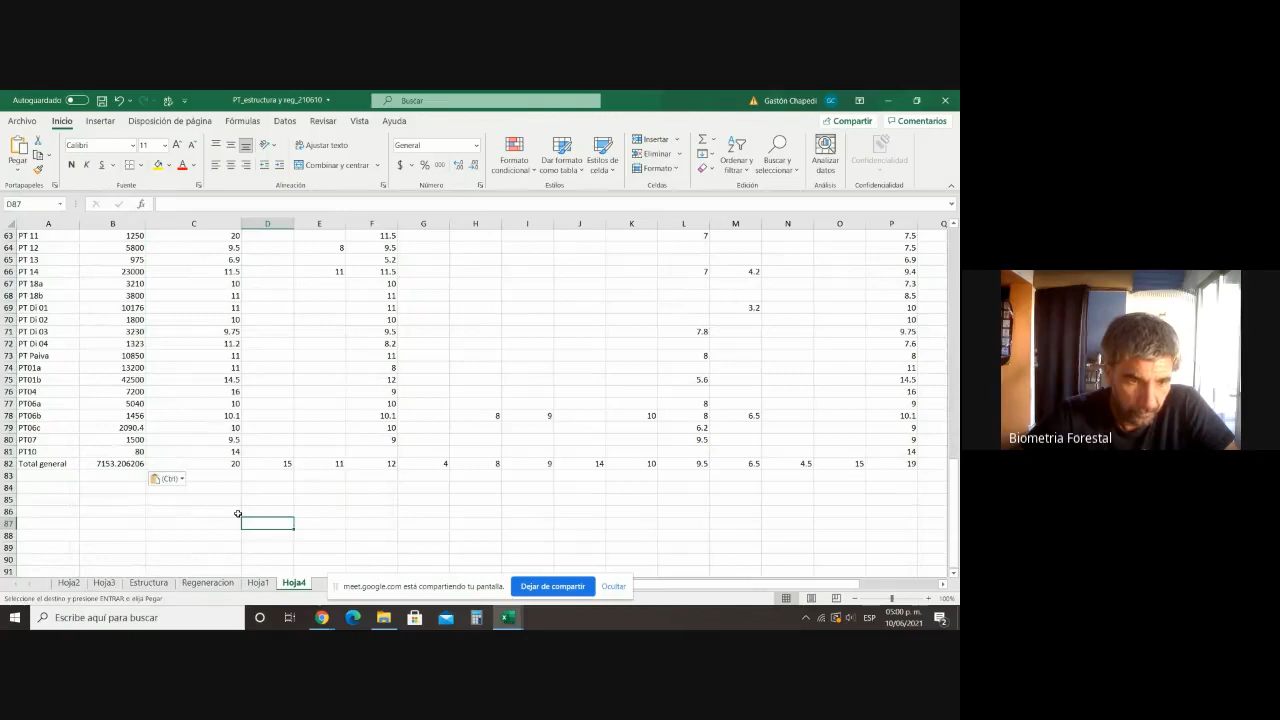 Autoguardado PT_estructura y reg_210610 Buscar Gastón Chapedi GC
Archivo Inicio Insertar Disposición de página Fórmulas Datos Revisar Vista Ayuda Compartir Comentarios
Pegar Calibri 11 Ajustar texto General Formato condicional Dar formato como tabla Estilos de celda Insertar Ordenar y filtrar Buscar y seleccionar Analizar datos Confidencialidad
N K S Combinar y centrar $ % 000 Eliminar
Formato
Portapapeles Fuente Alineación Número Estilos Celdas Edición Análisis Confidencialidad
D87 fx
A B C D E F G H I J K L M N O P Q
63 PT 11 1250 20 11.5 7 7.5
64 PT 12 5800 9.5 8 9.5 7.5
65 PT 13 975 6.9 5.2 6.9
66 PT 14 23000 11.5 11 11.5 7 4.2 9.4
67 PT 18a 3210 10 10 7.3
68 PT 18b 3800 11 11 8.5
69 PT Di 01 10176 11 11 3.2 10
70 PT Di 02 1800 10 10 10
71 PT Di 03 3230 9.75 9.5 7.8 9.75
72 PT Di 04 1323 11.2 8.2 7.6
73 PT Paiva 10850 11 11 8 8
74 PT01a 13200 11 8 11
75 PT01b 42500 14.5 12 5.6 14.5
76 PT04 7200 16 9 16
77 PT06a 5040 10 10 8 9
78 PT06b 1456 10.1 10.1 8 9 10 8 6.5 10.1
79 PT06c 2090.4 10 10 6.2 9
80 PT07 1500 9.5 9 9.5 9
81 PT10 80 14 14
82 Total general 7153.206206 20 15 11 12 4 8 9 14 10 9.5 6.5 4.5 15 19
83 (Ctrl)
84
85
86
87
88
89
90
91
Hoja2 Hoja3 Estructura Regeneracion Hoja1 Hoja4
meet.google.com está compartiendo tu pantalla. Dejar de compartir Ocultar
Seleccione el destino y presione ENTRAR o elija Pegar 100%
Escribe aquí para buscar ESP 05:00 p. m.
10/06/2021 2
Biometria Forestal